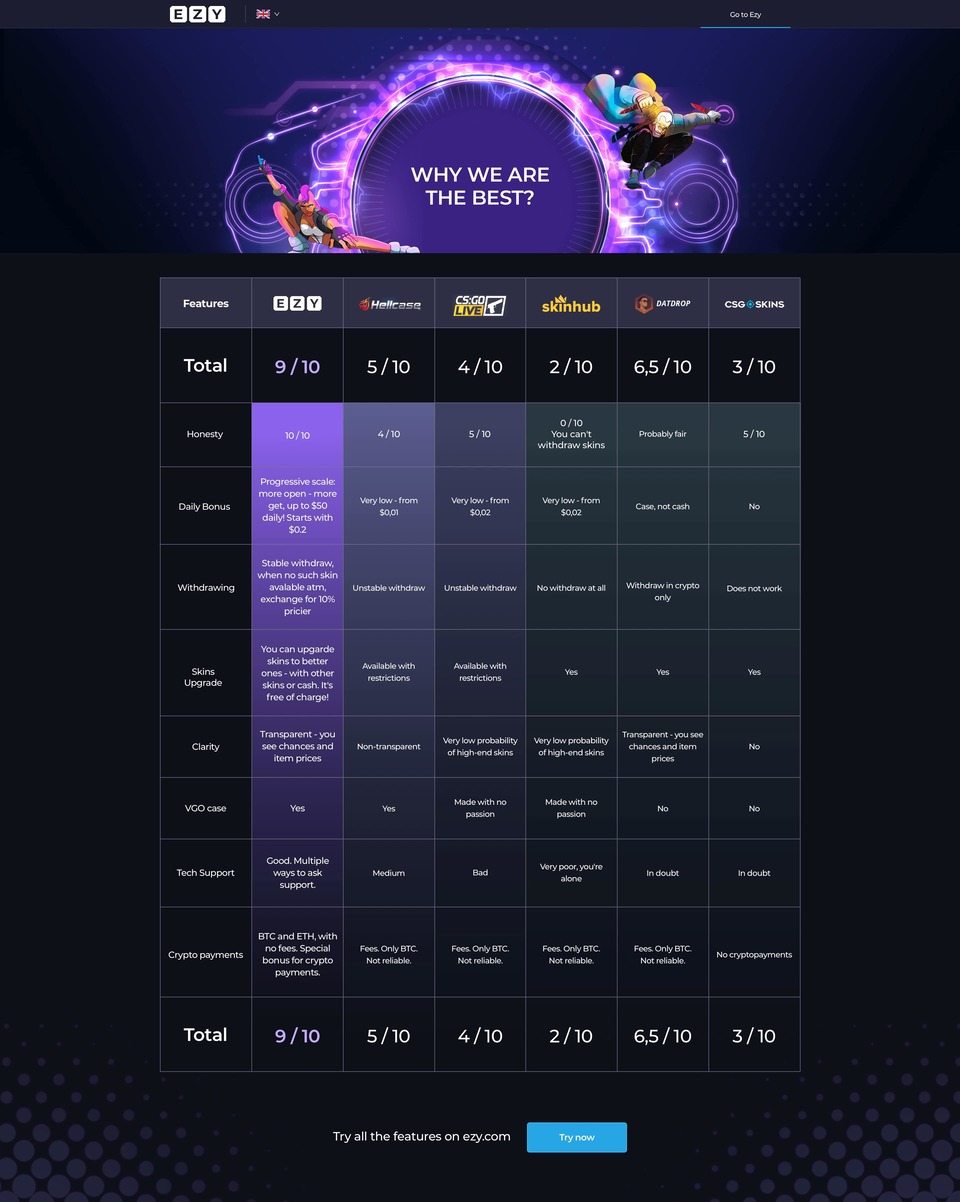 EZY
Go to Ezy
WHY WE ARE
THE BEST?
Features
EZY
Hellcase
CS:GO
LIVE
skinhub
DATDROP
CSG SKINS
Total
9 / 10
5 / 10
4 / 10
2 / 10
6,5 / 10
3 / 10
Honesty
10 / 10
4 / 10
5 / 10
0 / 10
You can't
withdraw skins
Probably fair
5 / 10
Daily Bonus
Progressive scale:
more open - more
get, up to $50
daily! Starts with
$0.2
Very low - from
$0,01
Very low - from
$0,02
Very low - from
$0,02
Case, not cash
No
Withdrawing
Stable withdraw,
when no such skin
avalable atm,
exchange for 10%
pricier
Unstable withdraw
Unstable withdraw
No withdraw at all
Withdraw in crypto
only
Does not work
Skins
Upgrade
You can upgarde
skins to better
ones - with other
skins or cash. It's
free of charge!
Available with
restrictions
Available with
restrictions
Yes
Yes
Yes
Clarity
Transparent - you
see chances and
item prices
Non-transparent
Very low probability
of high-end skins
Very low probability
of high-end skins
Transparent - you see
chances and item
prices
No
VGO case
Yes
Yes
Made with no
passion
Made with no
passion
No
No
Tech Support
Good. Multiple
ways to ask
support.
Medium
Bad
Very poor, you're
alone
In doubt
In doubt
Crypto payments
BTC and ETH, with
no fees. Special
bonus for crypto
payments.
Fees. Only BTC.
Not reliable.
Fees. Only BTC.
Not reliable.
Fees. Only BTC.
Not reliable.
Fees. Only BTC.
Not reliable.
No cryptopayments
Total
9 / 10
5 / 10
4 / 10
2 / 10
6,5 / 10
3 / 10
Try all the features on ezy.com
Try now